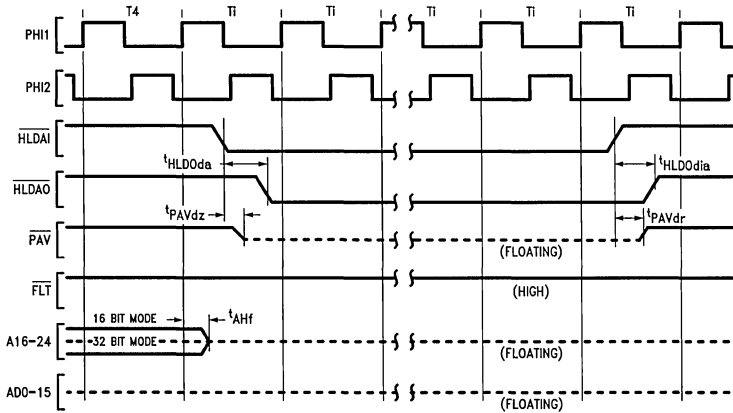 T4 Ti Ti Ti Ti Ti
PHI1
PHI2
HLDAI
tHLDOda tHLDOdia
HLDAO
tPAVdz tPAVdr
PAV
(FLOATING)
FLT
(HIGH)
16 BIT MODE tAHf
A16-24 32 BIT MODE
(FLOATING)
AD0-15
(FLOATING)